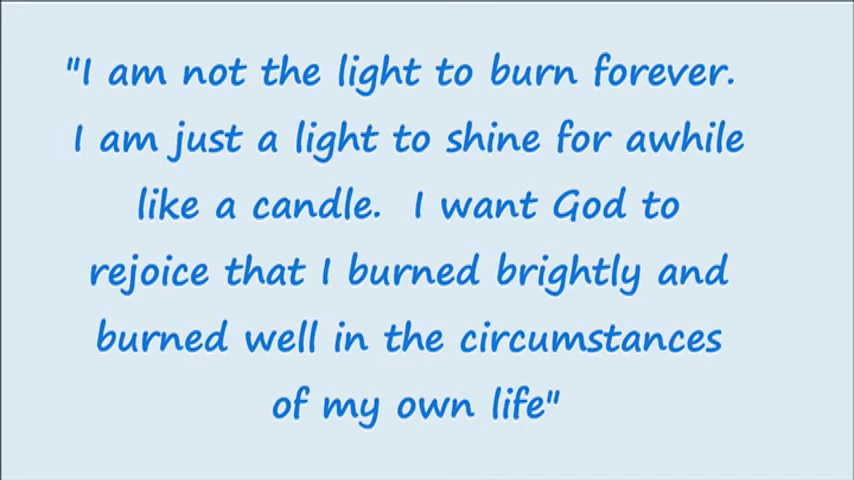 "I am not the light to burn forever.
I am just a light to shine for awhile
like a candle.  I want God to
rejoice that I burned brightly and
burned well in the circumstances
of my own life"